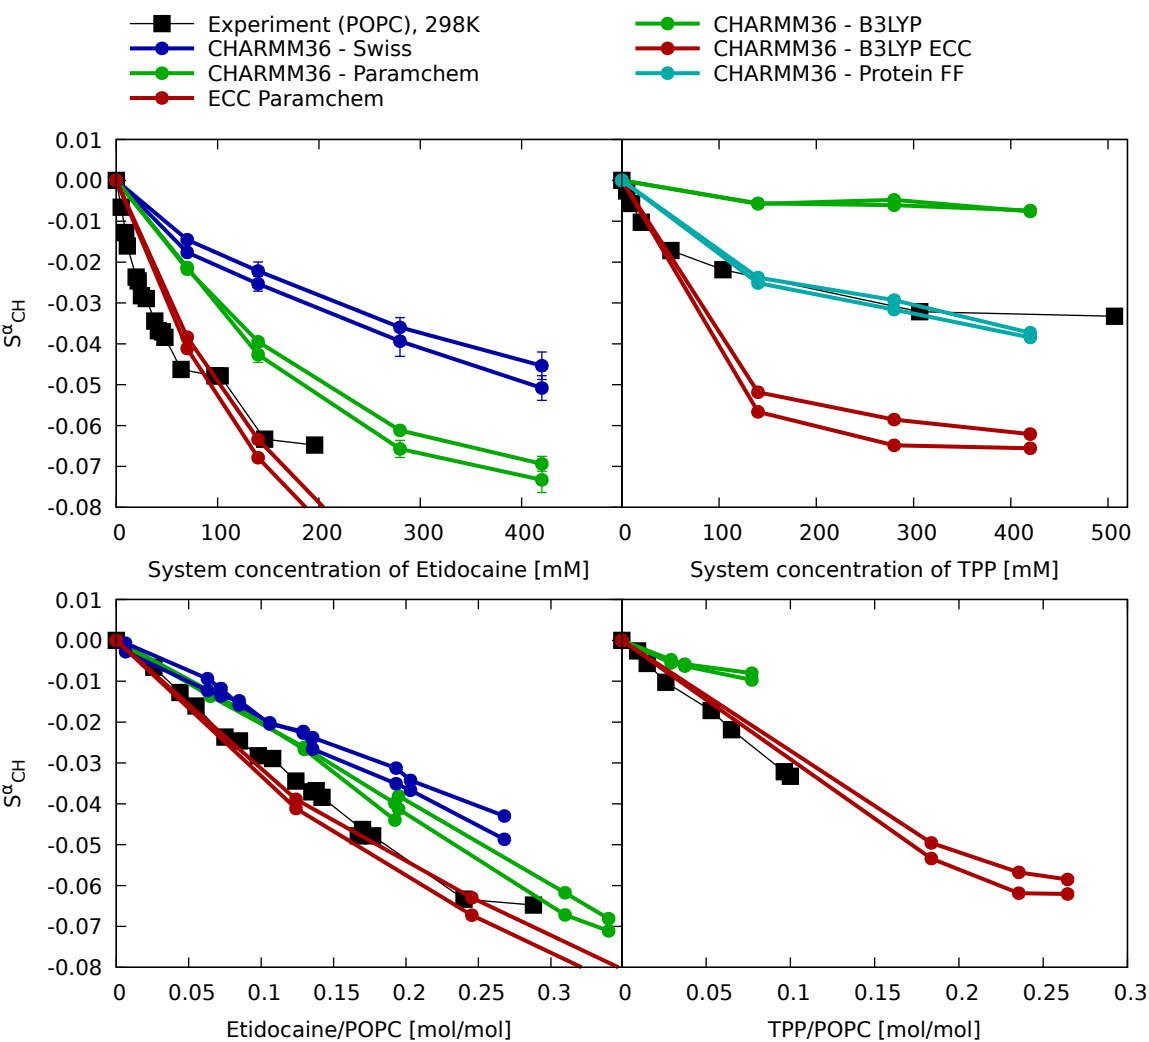 Experiment (POPC), 298K
CHARMM36 - Swiss
CHARMM36 - Paramchem
ECC Paramchem
CHARMM36 - B3LYP
CHARMM36 - B3LYP ECC
CHARMM36 - Protein FF
0.01
0.00
-0.01
-0.02
-0.03
-0.04
-0.05
-0.06
-0.07
-0.08
SαCH
0 100 200 300 400
System concentration of Etidocaine [mM]
0 100 200 300 400 500
System concentration of TPP [mM]
0.01
0.00
-0.01
-0.02
-0.03
-0.04
-0.05
-0.06
-0.07
-0.08
SαCH
0 0.05 0.1 0.15 0.2 0.25 0.3
Etidocaine/POPC [mol/mol]
0 0.05 0.1 0.15 0.2 0.25 0.3
TPP/POPC [mol/mol]